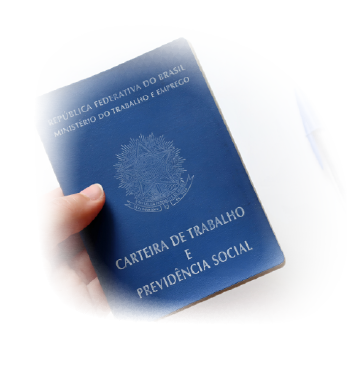 REPÚBLICA FEDERATIVA DO BRASIL
MINISTÉRIO DO TRABALHO E EMPREGO
CARTEIRA DE TRABALHO
E
PREVIDÊNCIA SOCIAL